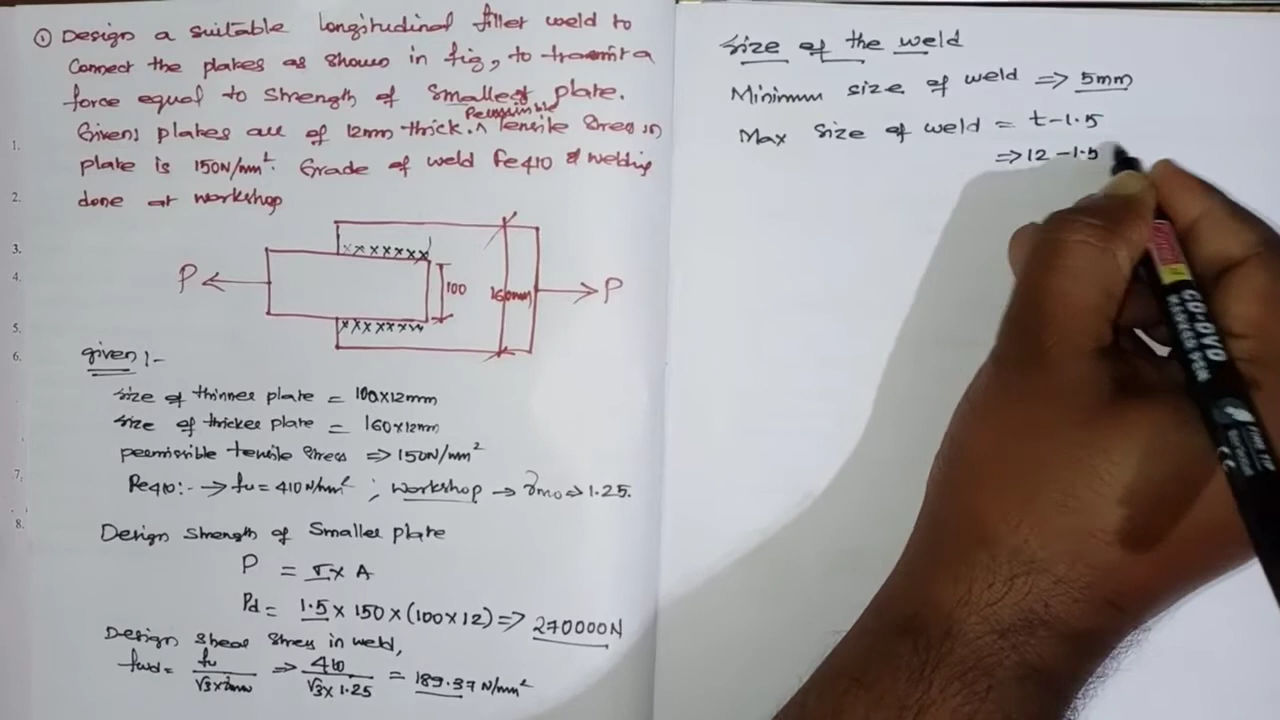 ① Design a suitable longitudinal fillet weld to
Connect the plates as shown in fig, to transmit a
force equal to strength of smallest plate.
Given; plates are of 12mm thick. ^ Permissible tensile stress in
plate is 150N/mm². Grade of weld Fe410 & welding
done at workshop
P
100
160mm
P
given:-
size of thinner plate = 100x12mm
size of thicker plate = 160x12mm
permissible tensile stress ⇒ 150N/mm²
Fe410:- → fu = 410N/mm² ; workshop → γmo ⇒ 1.25.
Design strength of smaller plate
P = σ x A
Pd = 1.5 x 150 x (100 x 12) ⇒ 270000N
Design shear stress in weld,
fwd = fu/√3 x γmw ⇒ 410/√3 x 1.25 = 189.37 N/mm²
1.
2.
3.
4.
5.
6.
7.
8.
size of the weld
Minimum size of weld ⇒ 5mm
Max size of weld = t-1.5
⇒ 12-1.5
CD-DVD